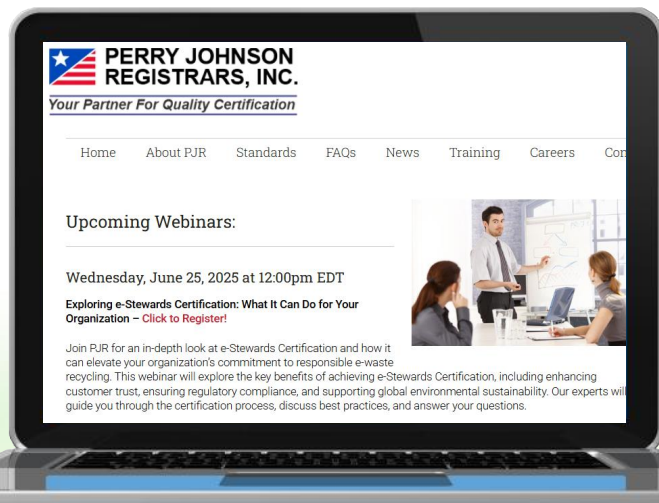 PERRY JOHNSON
REGISTRARS, INC.
Your Partner For Quality Certification
Home About PJR Standards FAQs News Training Careers Con
Upcoming Webinars:
Wednesday, June 25, 2025 at 12:00pm EDT
Exploring e-Stewards Certification: What It Can Do for Your
Organization – Click to Register!
Join PJR for an in-depth look at e-Stewards Certification and how it
can elevate your organization's commitment to responsible e-waste
recycling. This webinar will explore the key benefits of achieving e-Stewards Certification, including enhancing
customer trust, ensuring regulatory compliance, and supporting global environmental sustainability. Our experts will
guide you through the certification process, discuss best practices, and answer your questions.